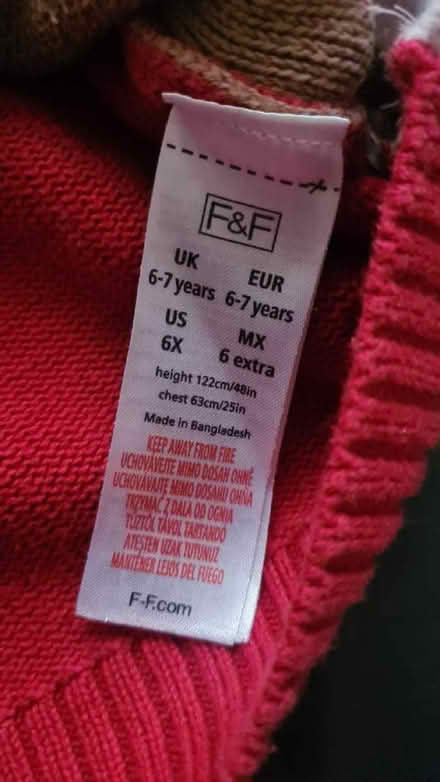 F&F
UK EUR
6-7 years 6-7 years
US MX
6X 6 extra
height 122cm/48in
chest 63cm/25in
Made in Bangladesh
KEEP AWAY FROM FIRE
UCHOVÁVEJTE MIMO DOSAH OHNĚ
UCHOVÁVAJTE MIMO DOSAHU OHŇA
TRZYMAĆ Z DALA OD OGNIA
TŰZTŐL TÁVOL TARTANDÓ
ATEŞTEN UZAK TUTUNUZ
MANTENER LEJOS DEL FUEGO
F-F.com